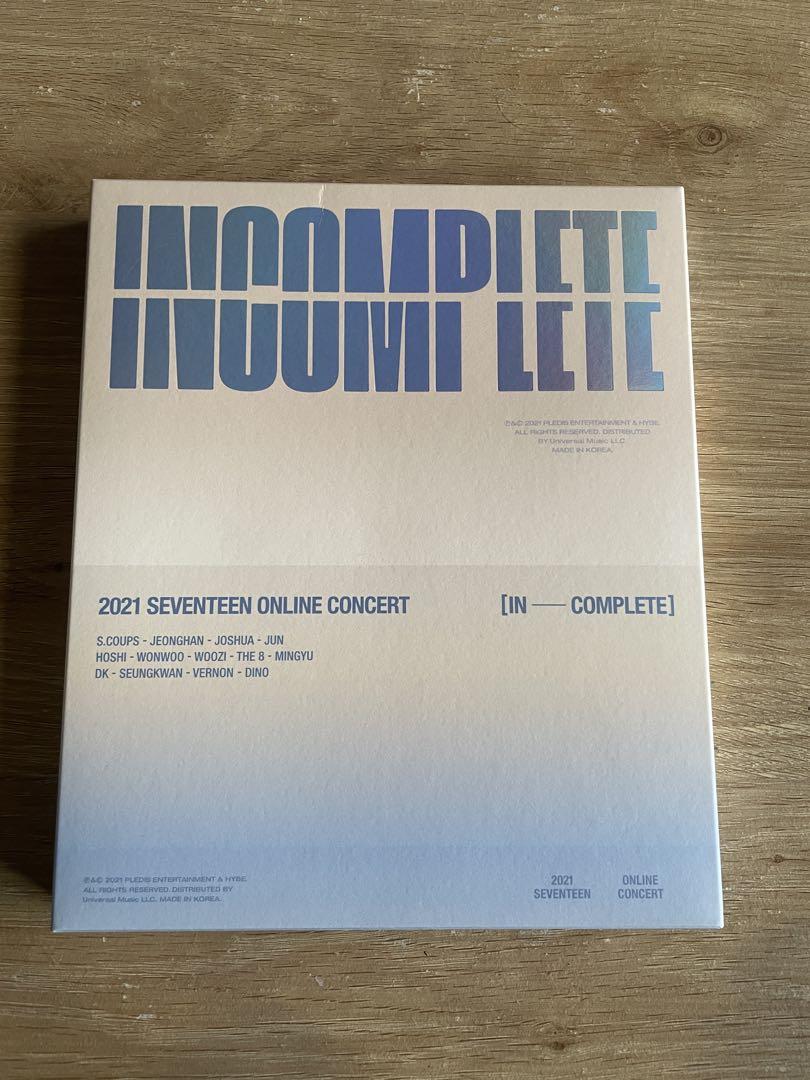 INCOMPLETE
INCOMPLETE
℗&© 2021 PLEDIS ENTERTAINMENT & HYBE.
ALL RIGHTS RESERVED. DISTRIBUTED
BY Universal Music LLC.
MADE IN KOREA.
2021 SEVENTEEN ONLINE CONCERT [IN — COMPLETE]
S.COUPS - JEONGHAN - JOSHUA - JUN
HOSHI - WONWOO - WOOZI - THE 8 - MINGYU
DK - SEUNGKWAN - VERNON - DINO
℗&© 2021 PLEDIS ENTERTAINMENT & HYBE.
ALL RIGHTS RESERVED. DISTRIBUTED BY
Universal Music LLC. MADE IN KOREA.
2021 ONLINE
SEVENTEEN CONCERT